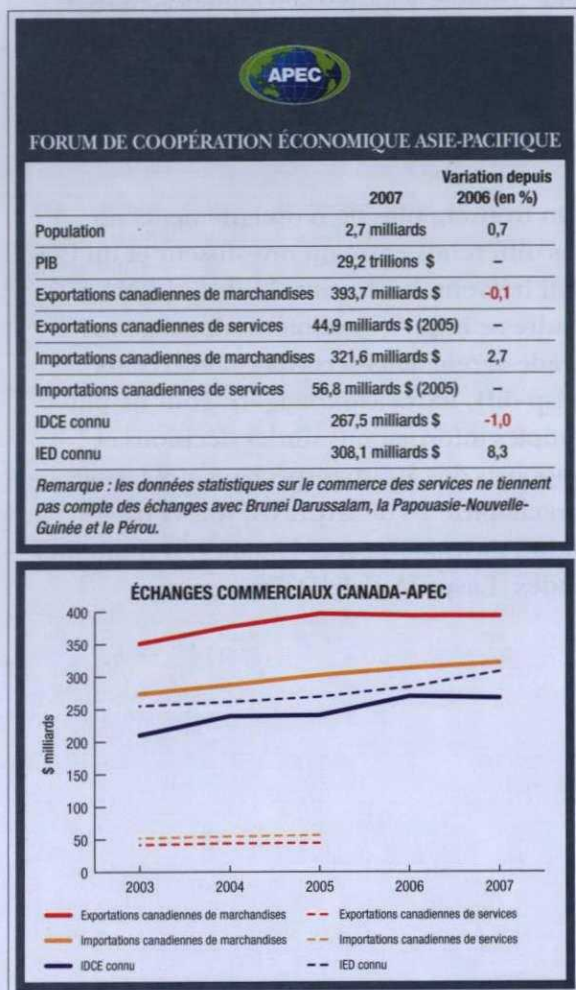 APEC
FORUM DE COOPÉRATION ÉCONOMIQUE ASIE-PACIFIQUE
Variation depuis
2007 2006 (en %)
Population 2,7 milliards 0,7
PIB 29,2 trillions $ –
Exportations canadiennes de marchandises 393,7 milliards $ -0,1
Exportations canadiennes de services 44,9 milliards $ (2005)
Importations canadiennes de marchandises 321,6 milliards $ 2,7
Importations canadiennes de services 56,8 milliards $ (2005) –
IDCE connu 267,5 milliards $ -1,0
IED connu 308,1 milliards $ 8,3
Remarque : les données statistiques sur le commerce des services ne tiennent
pas compte des échanges avec Brunei Darussalam, la Papouasie-Nouvelle-
Guinée et le Pérou.
ÉCHANGES COMMERCIAUX CANADA-APEC
$ milliards
400
350
300
250
200
150
100
50
0
2003 2004 2005 2006 2007
Exportations canadiennes de marchandises Exportations canadiennes de services
Importations canadiennes de marchandises Importations canadiennes de services
IDCE connu IED connu